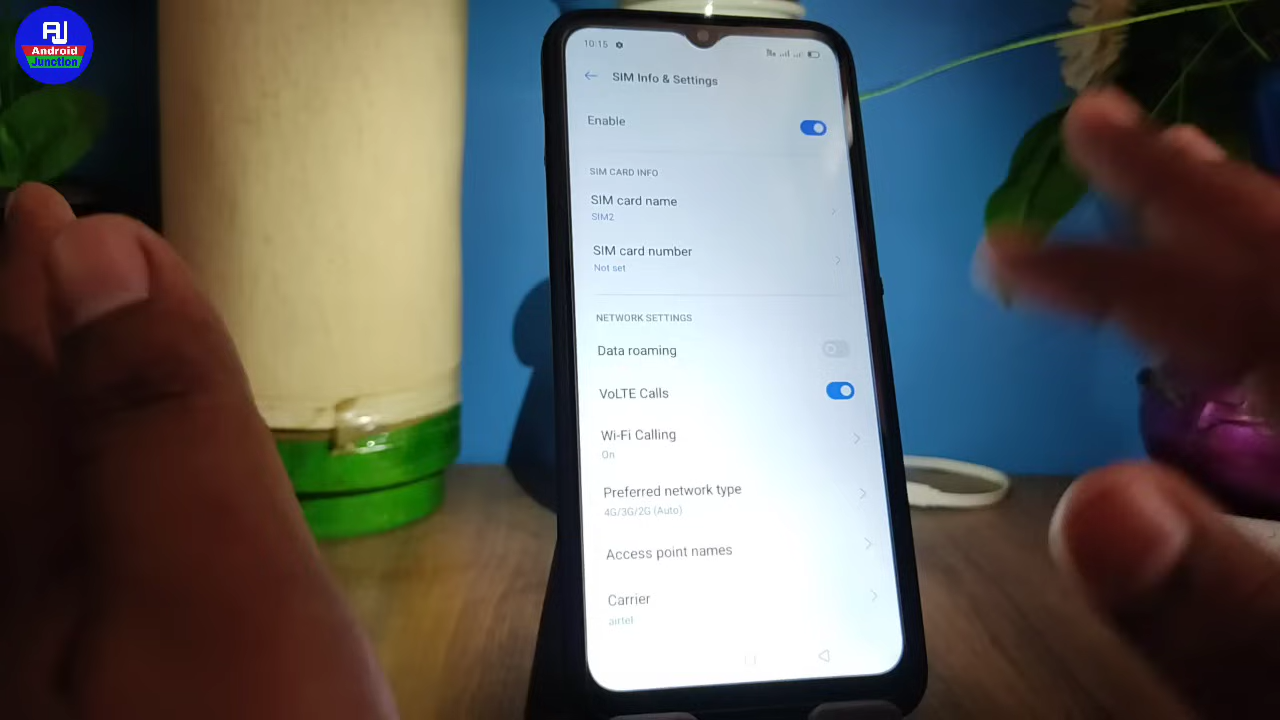 AJ
Android
Junction
10:15
SIM Info & Settings
Enable
SIM CARD INFO
SIM card name
SIM2
SIM card number
Not set
NETWORK SETTINGS
Data roaming
VoLTE Calls
Wi-Fi Calling
On
Preferred network type
4G/3G/2G (Auto)
Access point names
Carrier
airtel